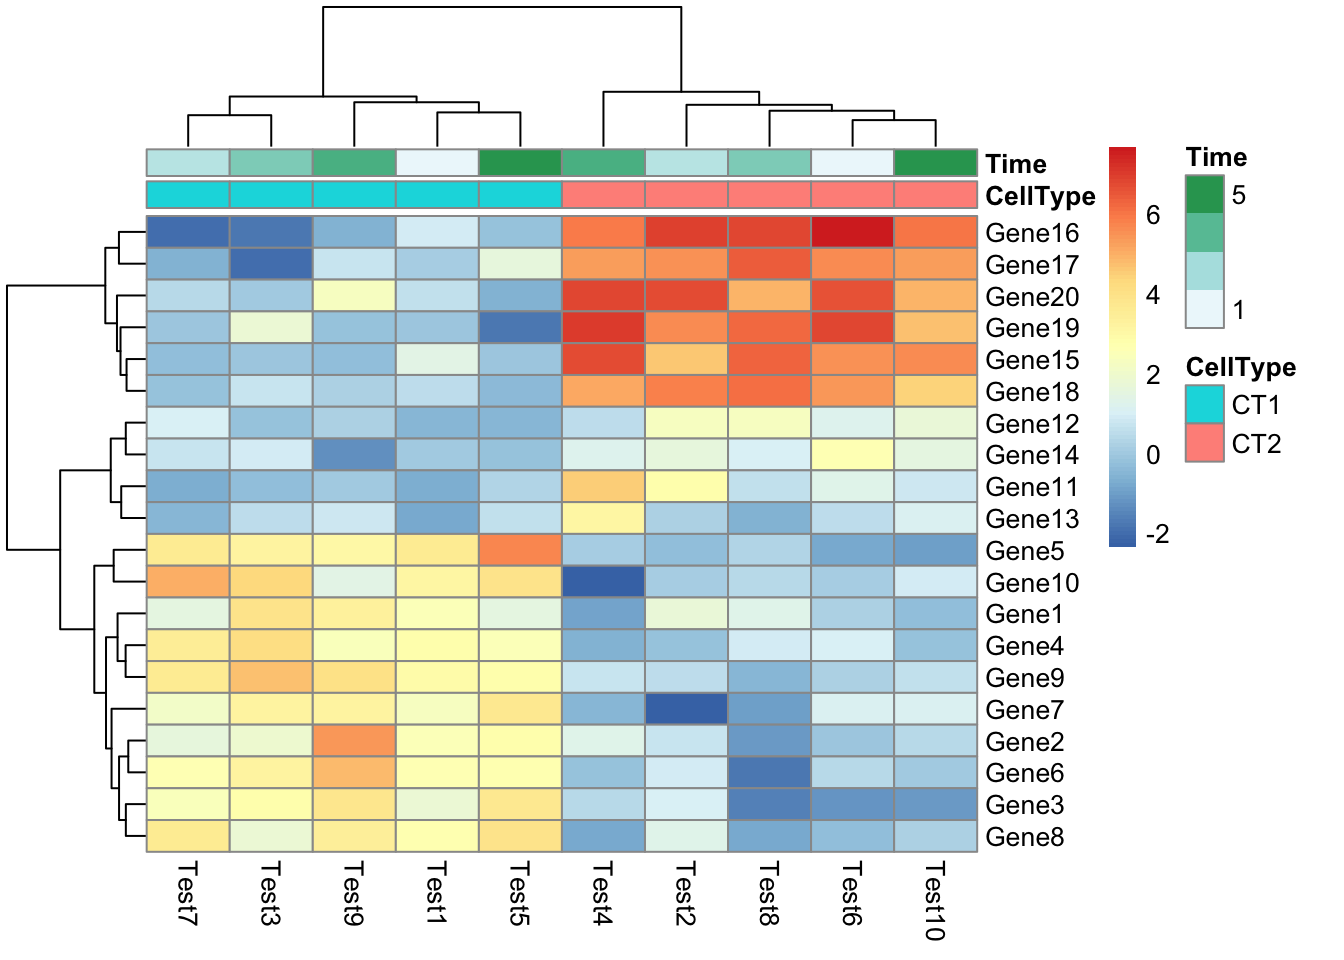 Time
CellType
Gene16
Gene17
Gene20
Gene19
Gene15
Gene18
Gene12
Gene14
Gene11
Gene13
Gene5
Gene10
Gene1
Gene4
Gene9
Gene7
Gene2
Gene6
Gene3
Gene8
Test7
Test3
Test9
Test1
Test5
Test4
Test2
Test8
Test6
Test10
6
4
2
0
-2
Time
5
1
CellType
CT1
CT2